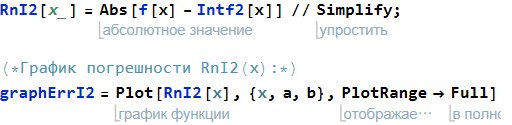 RnI2[x_] = Abs[f[x] - Intf2[x]] // Simplify;
абсолютное значение упростить
(*График погрешности RnI2(x):*)
graphErrI2 = Plot[RnI2[x], {x, a, b}, PlotRange → Full]
график функции отображае⋯ в полн